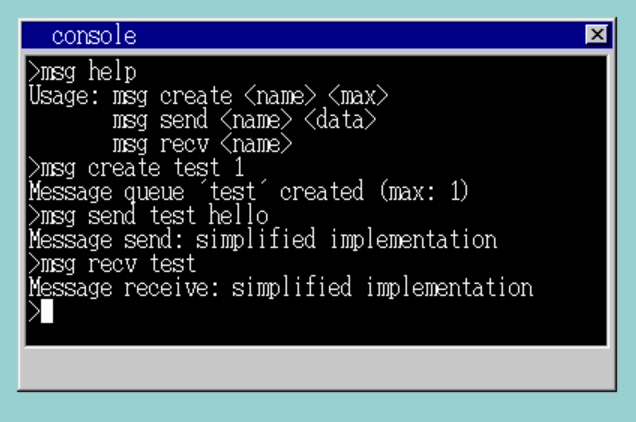 console
>msg help
Usage: msg create <name> <max>
msg send <name> <data>
msg recv <name>
>msg create test 1
Message queue ´test´ created (max: 1)
>msg send test hello
Message send: simplified implementation
>msg recv test
Message receive: simplified implementation
>